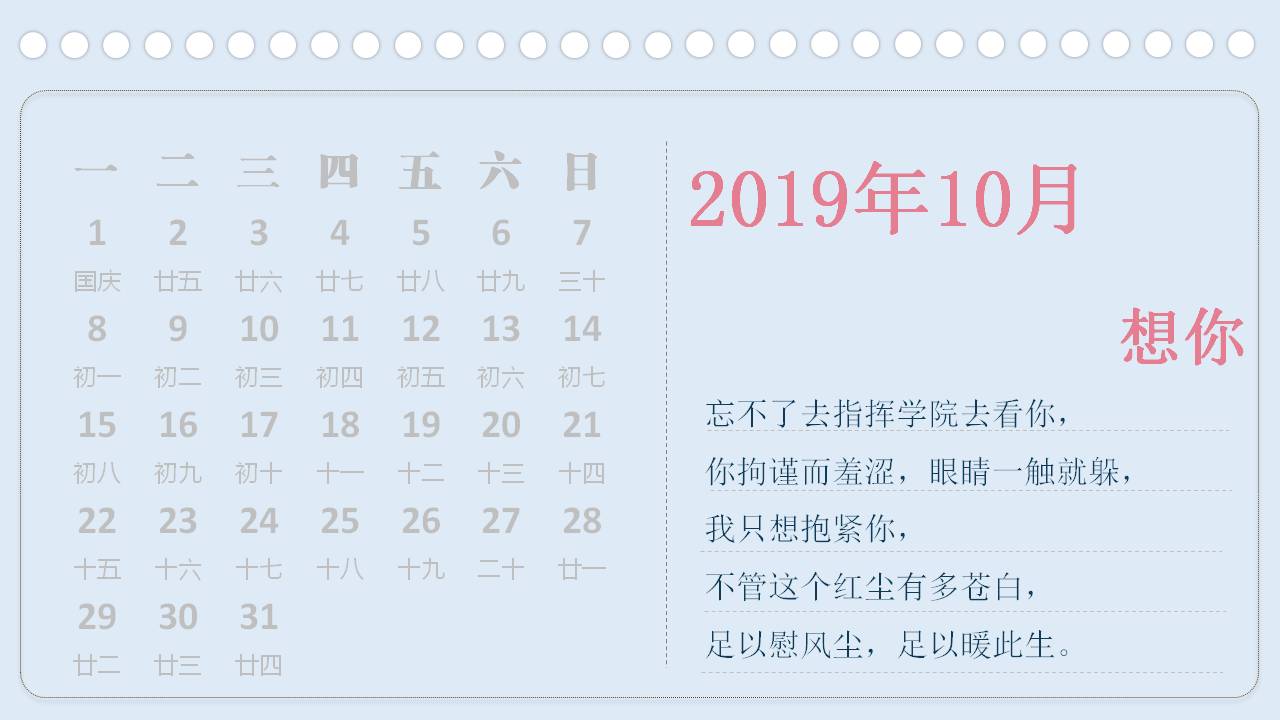 一 二 三 四 五 六 日
1 2 3 4 5 6 7
国庆 廿五 廿六 廿七 廿八 廿九 三十
8 9 10 11 12 13 14
初一 初二 初三 初四 初五 初六 初七
15 16 17 18 19 20 21
初八 初九 初十 十一 十二 十三 十四
22 23 24 25 26 27 28
十五 十六 十七 十八 十九 二十 廿一
29 30 31
廿二 廿三 廿四
2019年10月
想你
忘不了去指挥学院去看你，
你拘谨而羞涩，眼睛一触就躲，
我只想抱紧你，
不管这个红尘有多苍白，
足以慰风尘，足以暖此生。